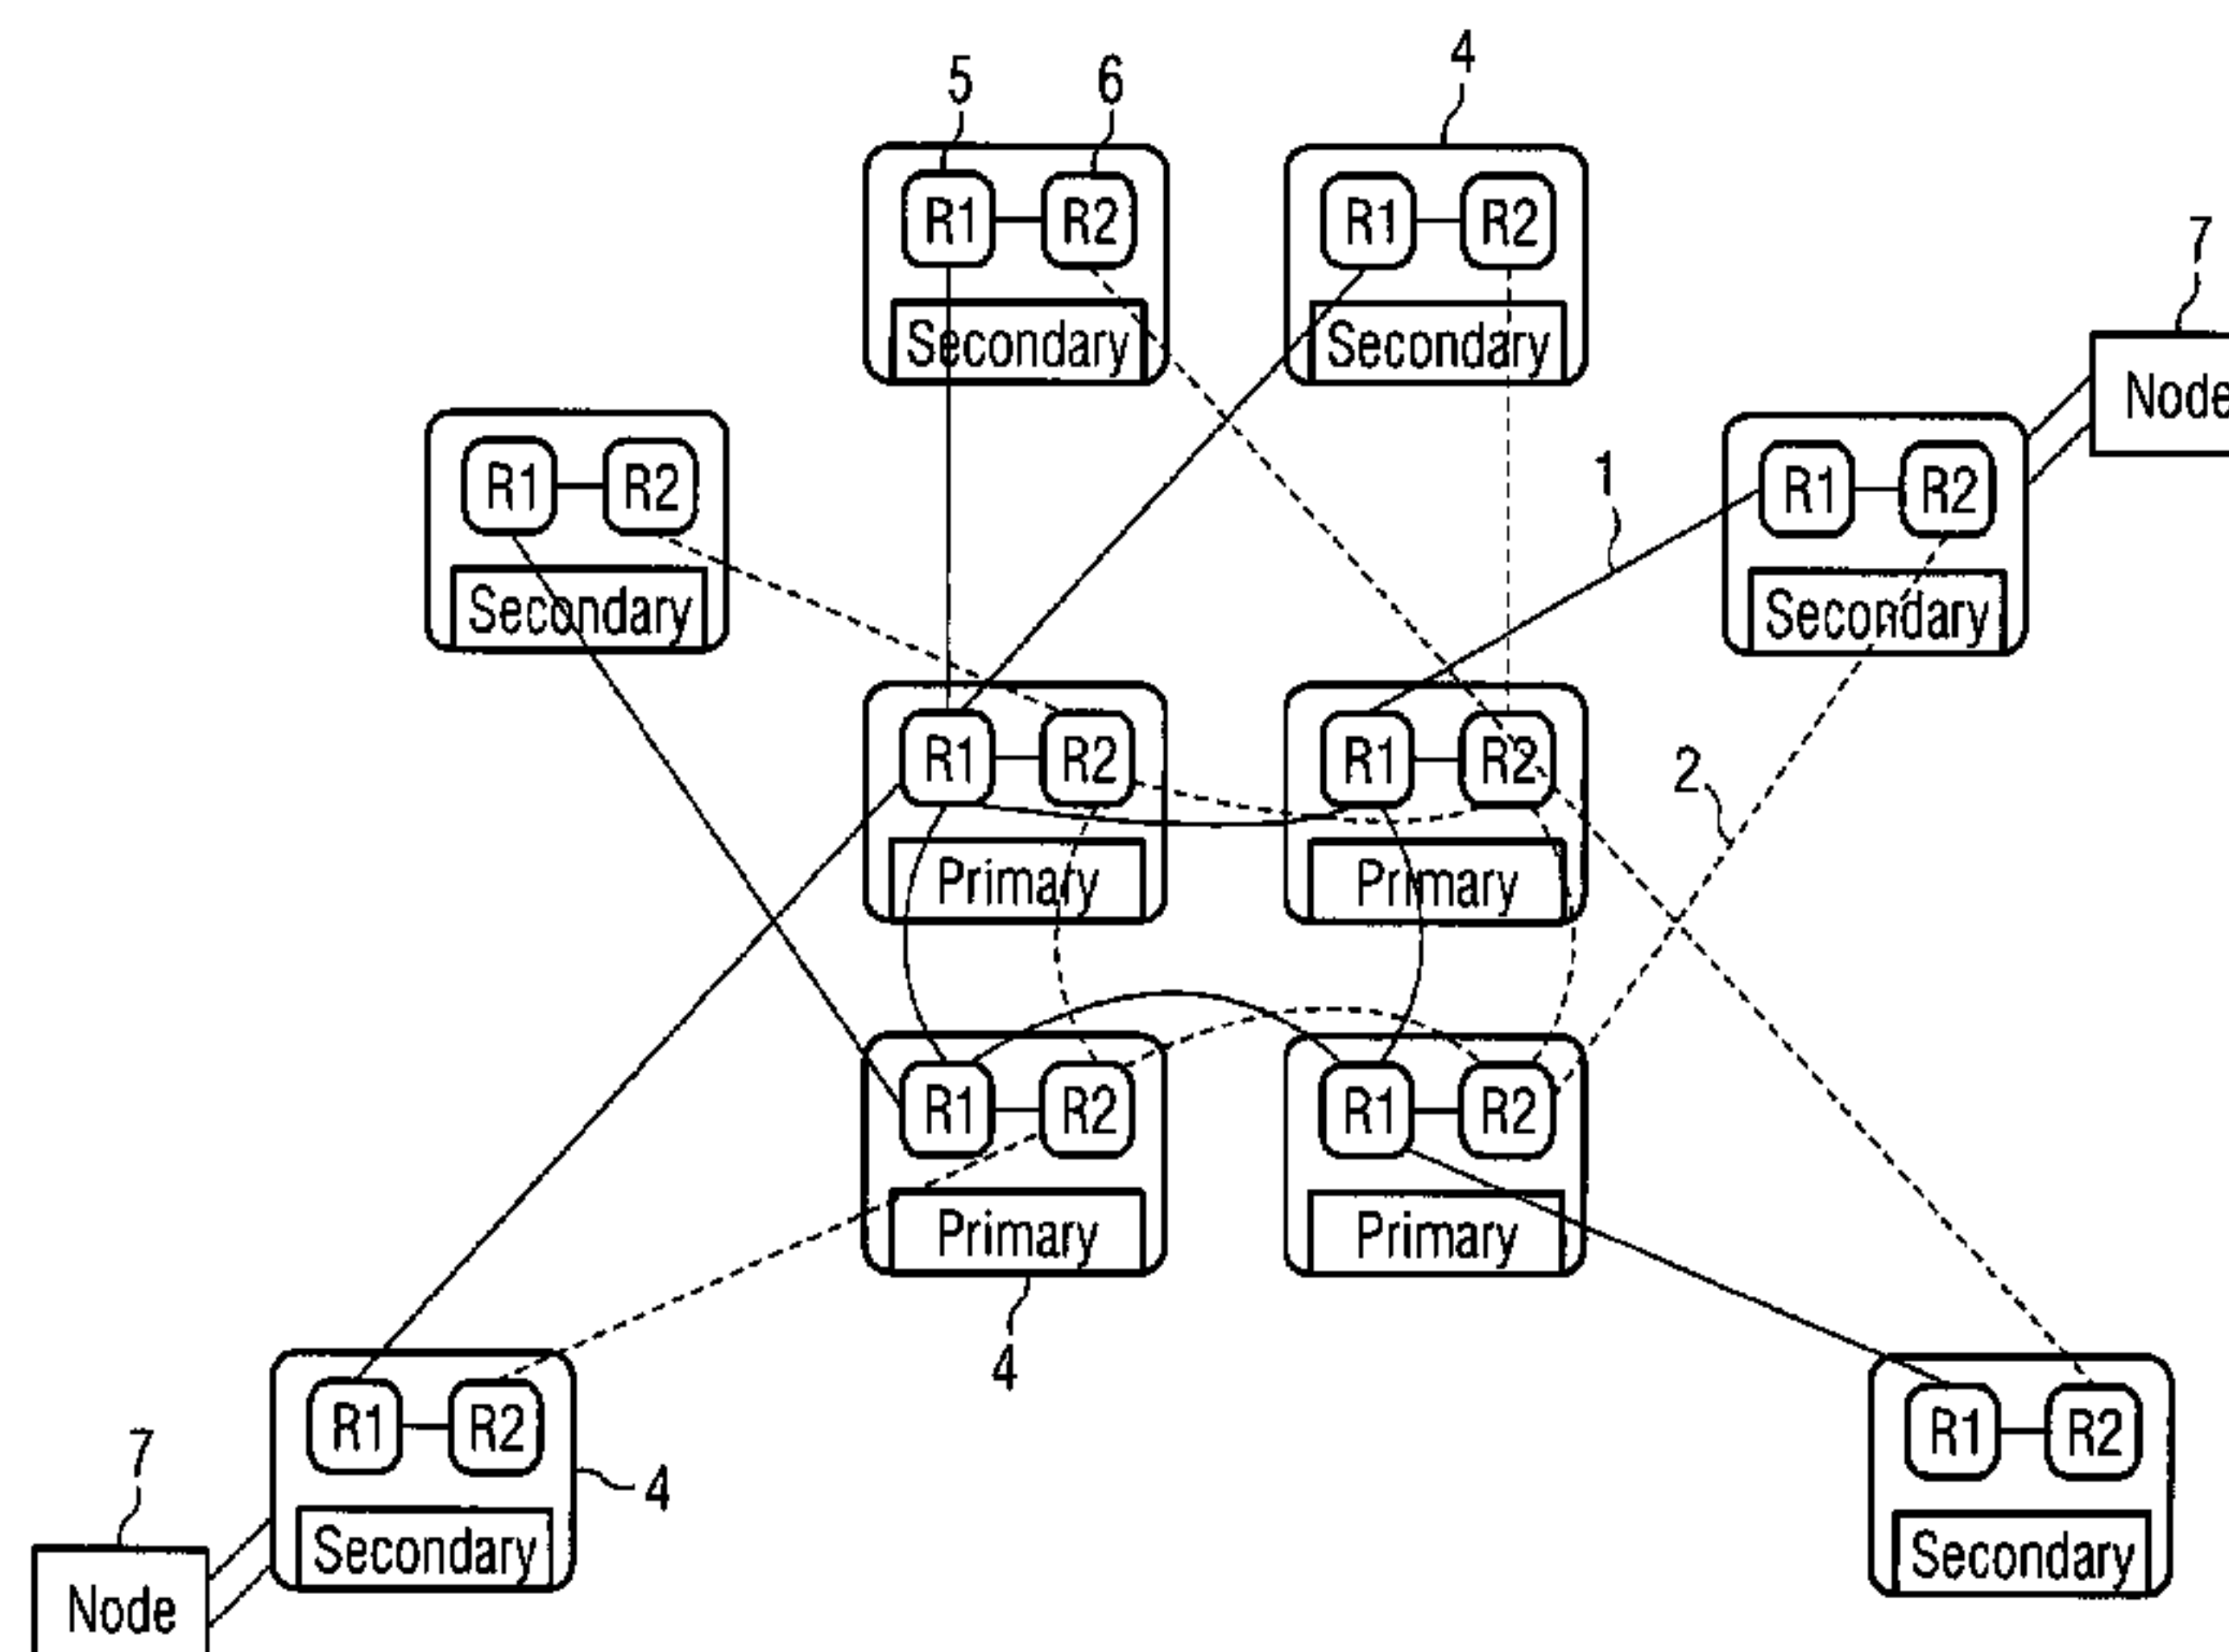 5 6 4
R1 R2 R1 R2
7
Secondary Secondary
Node
R1 R2 1 R1 R2
Secondary Secondary
R1 R2 R1 R2 2
Primary Primary
R1 R2 R1 R2
Primary Primary
4
R1 R2 R1 R2
7 4
Secondary Secondary
Node